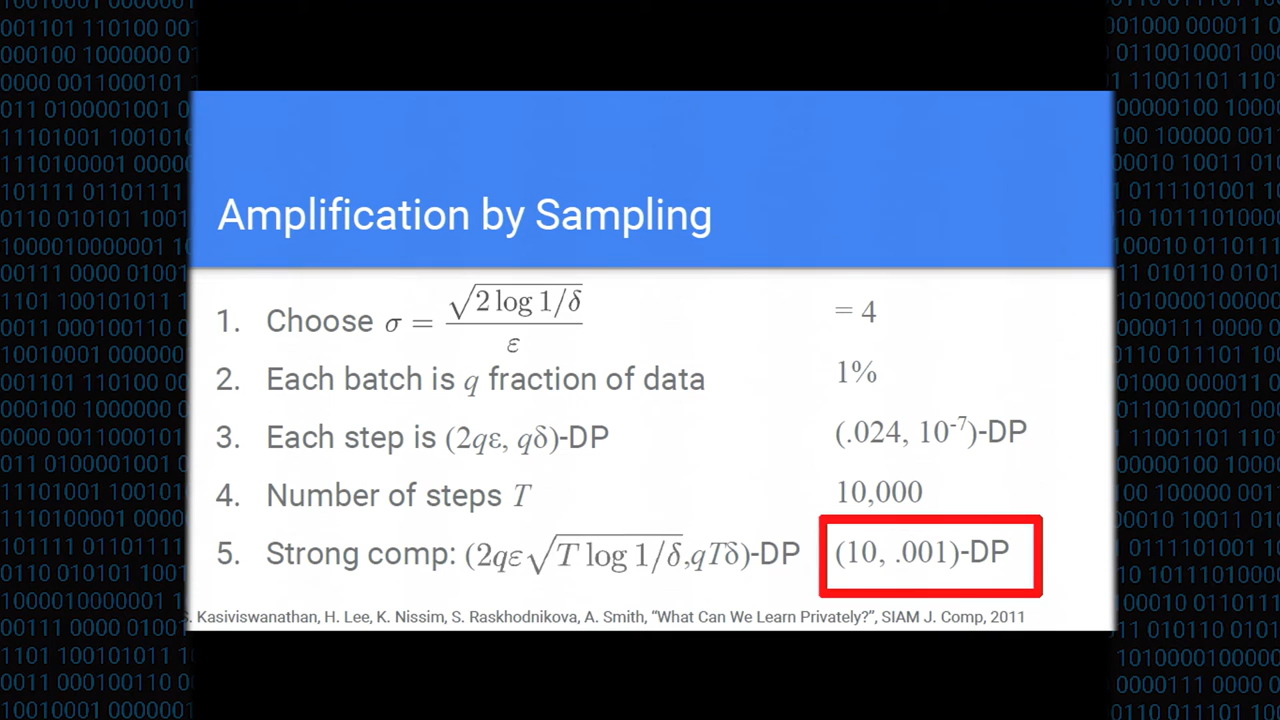 Amplification by Sampling
1. Choose σ = √(2 log 1/δ) / ε = 4
2. Each batch is q fraction of data 1%
3. Each step is (2qε, qδ)-DP (.024, 10⁻⁷)-DP
4. Number of steps T 10,000
5. Strong comp: (2qε√(T log 1/δ),qTδ)-DP (10, .001)-DP
. Kasiviswanathan, H. Lee, K. Nissim, S. Raskhodnikova, A. Smith, “What Can We Learn Privately?”, SIAM J. Comp, 2011